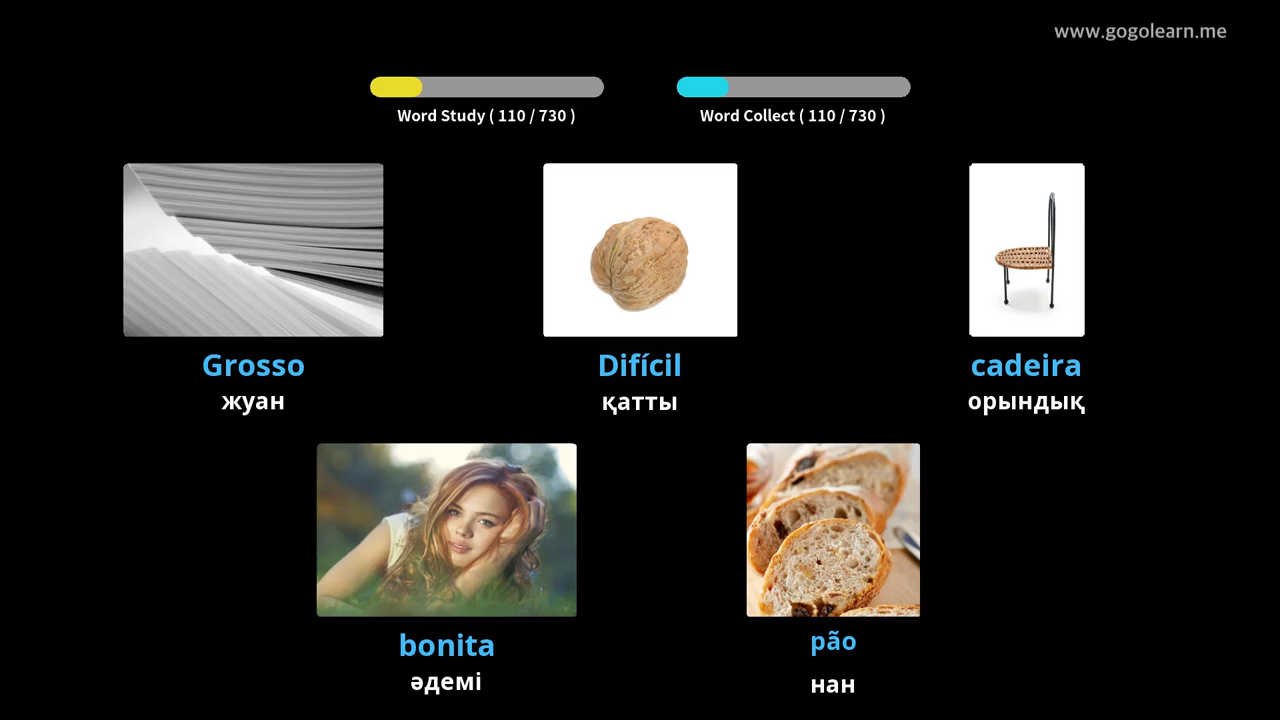 www.gogolearn.me
Word Study ( 110 / 730 )
Word Collect ( 110 / 730 )
Grosso
жуан
Difícil
қатты
cadeira
орындық
bonita
әдемі
pão
нан